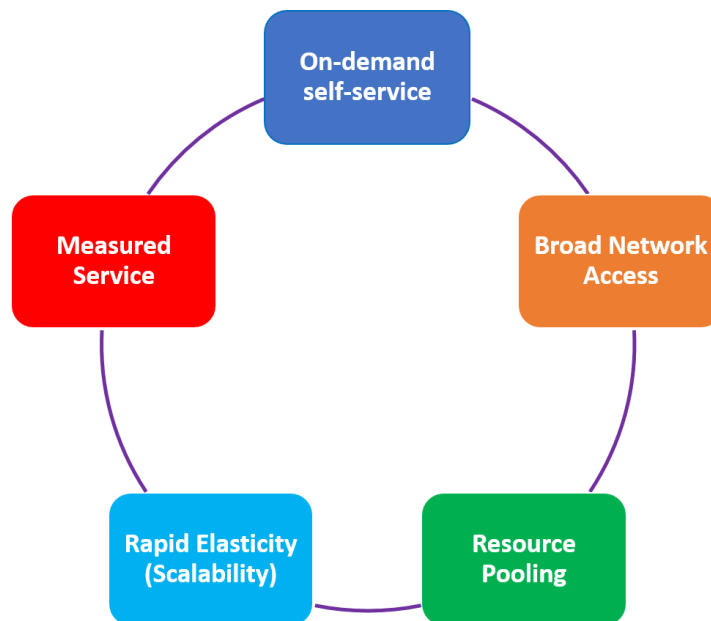 On-demand
self-service
Broad Network
Access
Resource
Pooling
Rapid Elasticity
(Scalability)
Measured
Service